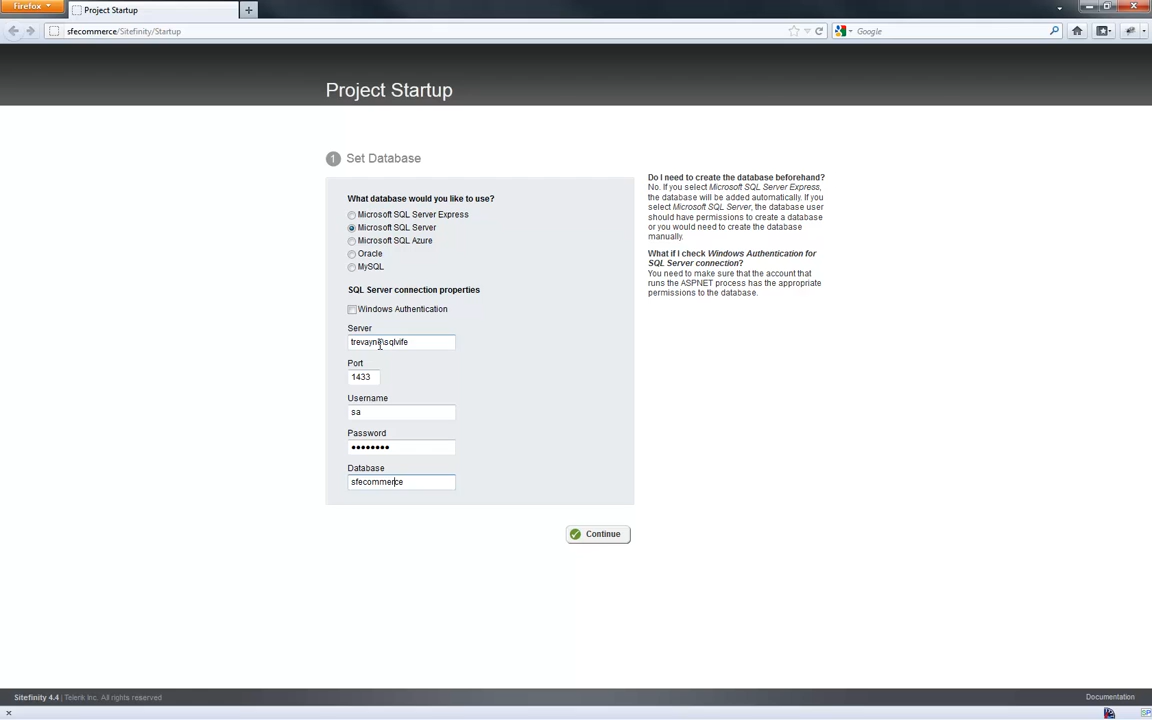 Firefox
Project Startup
sfecommerce/Sitefinity/Startup
Google
Project Startup
1 Set Database
What database would you like to use?
Microsoft SQL Server Express
Microsoft SQL Server
Microsoft SQL Azure
Oracle
MySQL
SQL Server connection properties
Windows Authentication
Server
Port
1433
Username
sa
Password
••••••••
Database
sfecommerce
Continue
Do I need to create the database beforehand?
No. If you select Microsoft SQL Server Express,
the database will be added automatically. If you
select Microsoft SQL Server, the database user
should have permissions to create a database
or you would need to create the database
manually.
What if I check Windows Authentication for
SQL Server connection?
You need to make sure that the account that
runs the ASP.NET process has the appropriate
permissions to the database.
Sitefinity 4.4 | Telerik Inc. All rights reserved
Documentation
SP